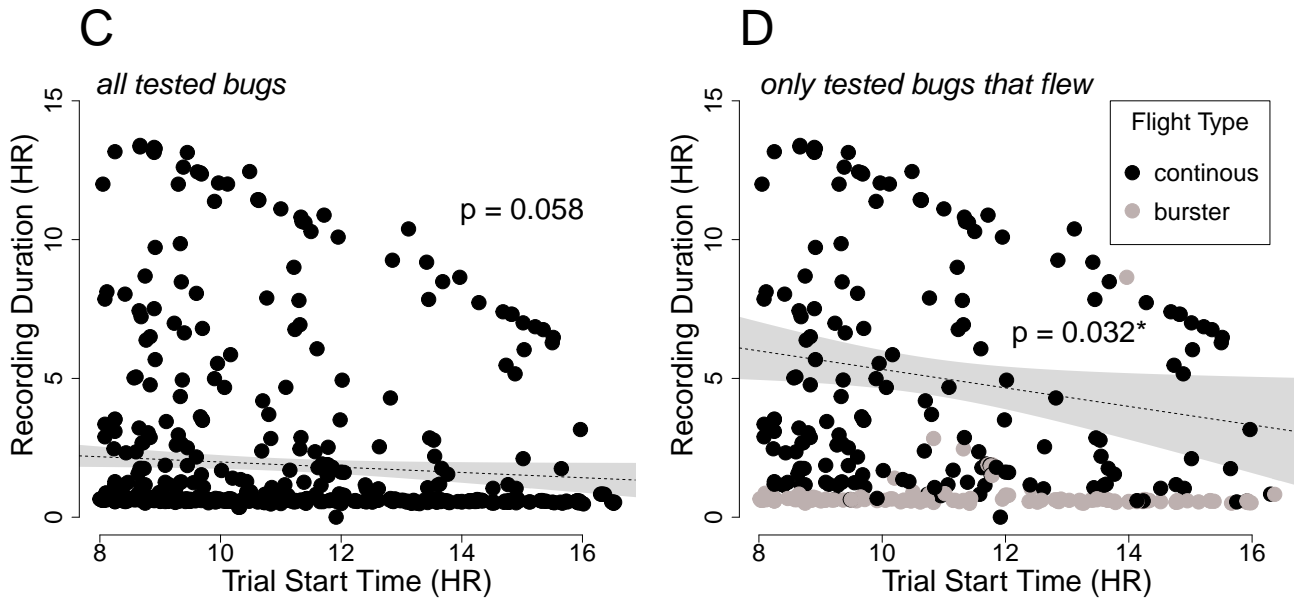 C
all tested bugs
15
10
5
0
Recording Duration (HR)
p = 0.058
8
10
12
14
16
Trial Start Time (HR)
D
only tested bugs that flew
15
10
5
0
Recording Duration (HR)
Flight Type
continous
burster
p = 0.032*
8
10
12
14
16
Trial Start Time (HR)